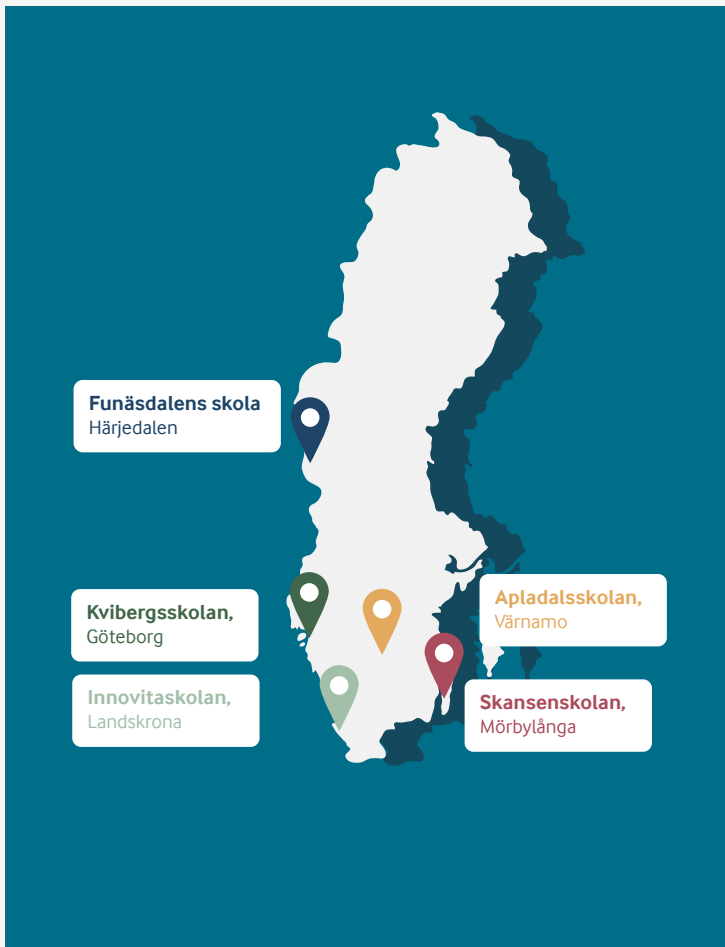 Funäsdalens skola
Härjedalen
Kvibergsskolan,
Göteborg
Apladalsskolan,
Värnamo
Innovitaskolan,
Landskrona
Skansenskolan,
Mörbylånga